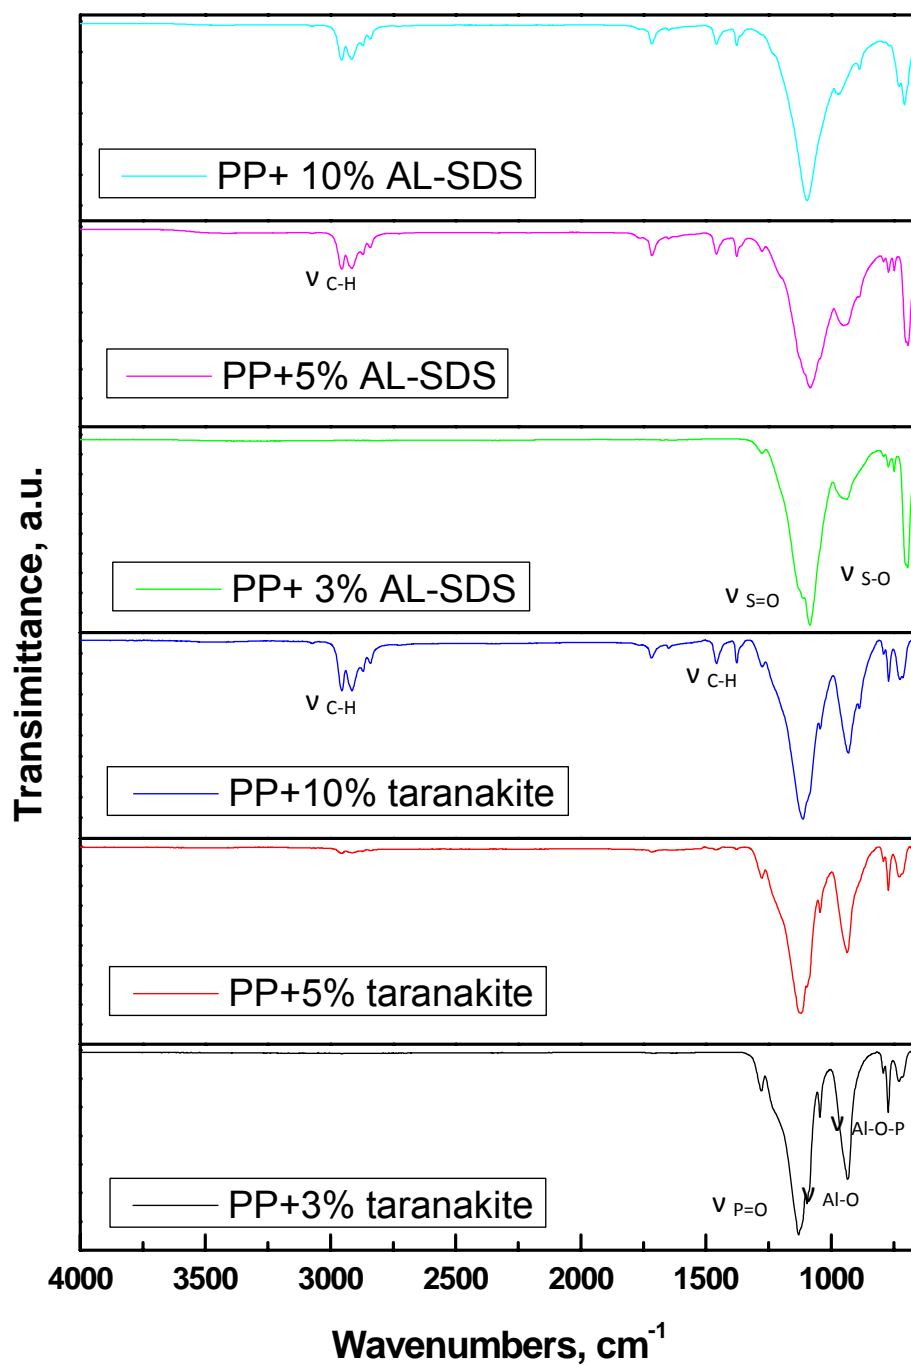 PP+ 10% AL-SDS
ν C-H
PP+5% AL-SDS
PP+ 3% AL-SDS
ν S=O
ν S-O
ν C-H
ν C-H
PP+10% taranakite
PP+5% taranakite
ν Al-O-P
ν Al-O
ν P=O
PP+3% taranakite
4000 3500 3000 2500 2000 1500 1000
Wavenumbers, cm-1
Transimittance, a.u.